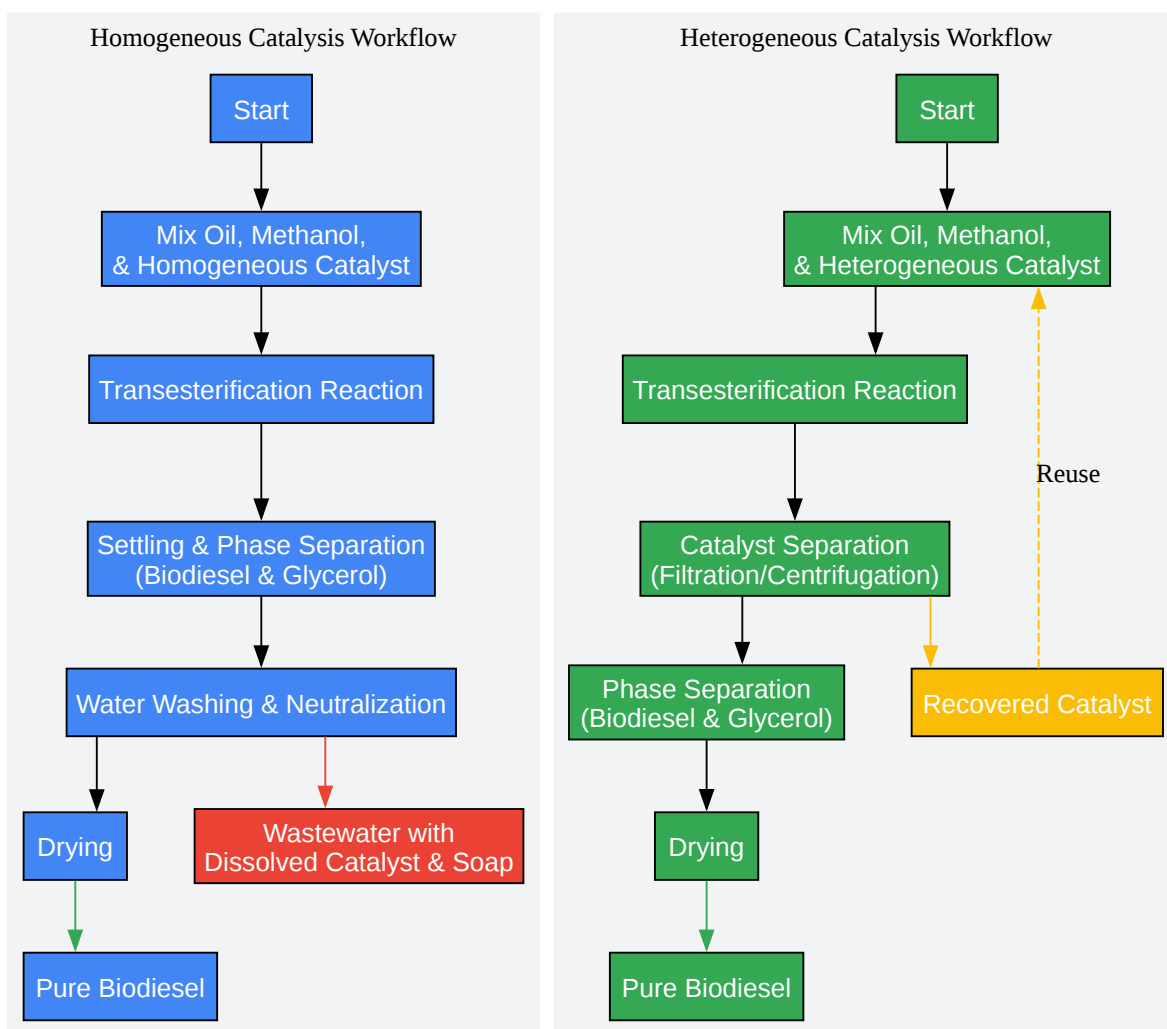 Homogeneous Catalysis Workflow
Start
Mix Oil, Methanol,
& Homogeneous Catalyst
Transesterification Reaction
Settling & Phase Separation
(Biodiesel & Glycerol)
Water Washing & Neutralization
Drying
Wastewater with
Dissolved Catalyst & Soap
Pure Biodiesel
Heterogeneous Catalysis Workflow
Start
Mix Oil, Methanol,
& Heterogeneous Catalyst
Transesterification Reaction
Reuse
Catalyst Separation
(Filtration/Centrifugation)
Phase Separation
(Biodiesel & Glycerol)
Recovered Catalyst
Drying
Pure Biodiesel